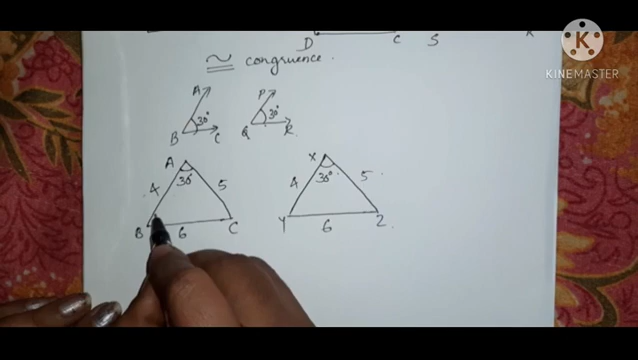 D C S R
≅ congruence.
A P
30° 30°
B C Q R
A X
4 30° 5 4 30° 5
B 6 C Y 6 Z
K
KINEMASTER